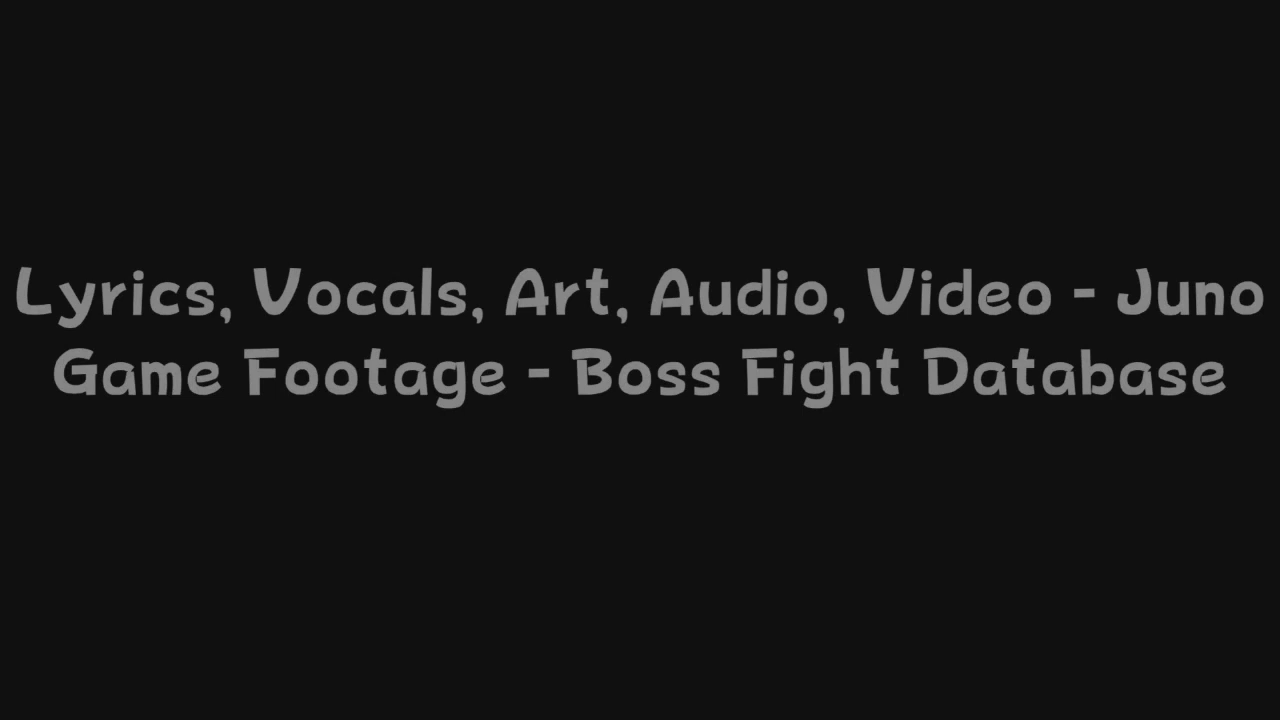 Lyrics, Vocals, Art, Audio, Video - Juno
Game Footage - Boss Fight Database